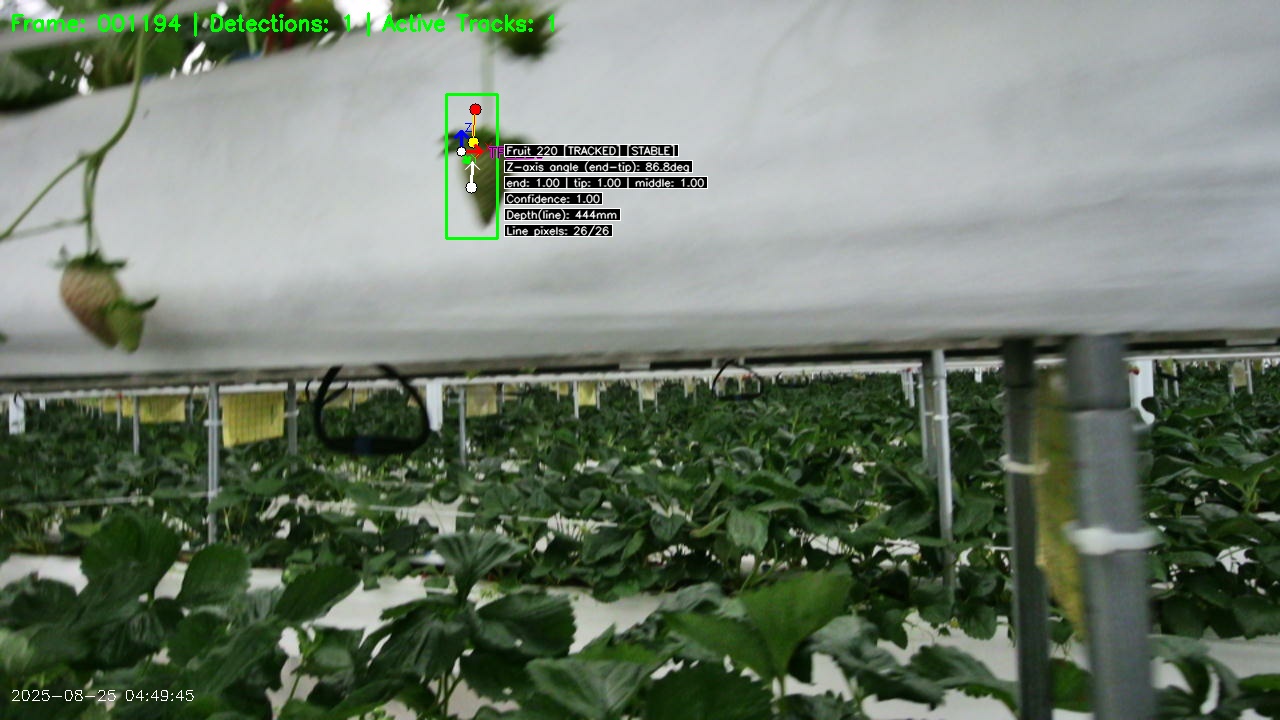 Frame: 001194 | Detections: 1 | Active Tracks: 1
Z
Fruit 220 [TRACKED] [STABLE]
Z-axis angle (end-tip): 86.8deg
end: 1.00 | tip: 1.00 | middle: 1.00
Confidence: 1.00
Depth(line): 444mm
Line pixels: 26/26
2025-08-25 04:49:45